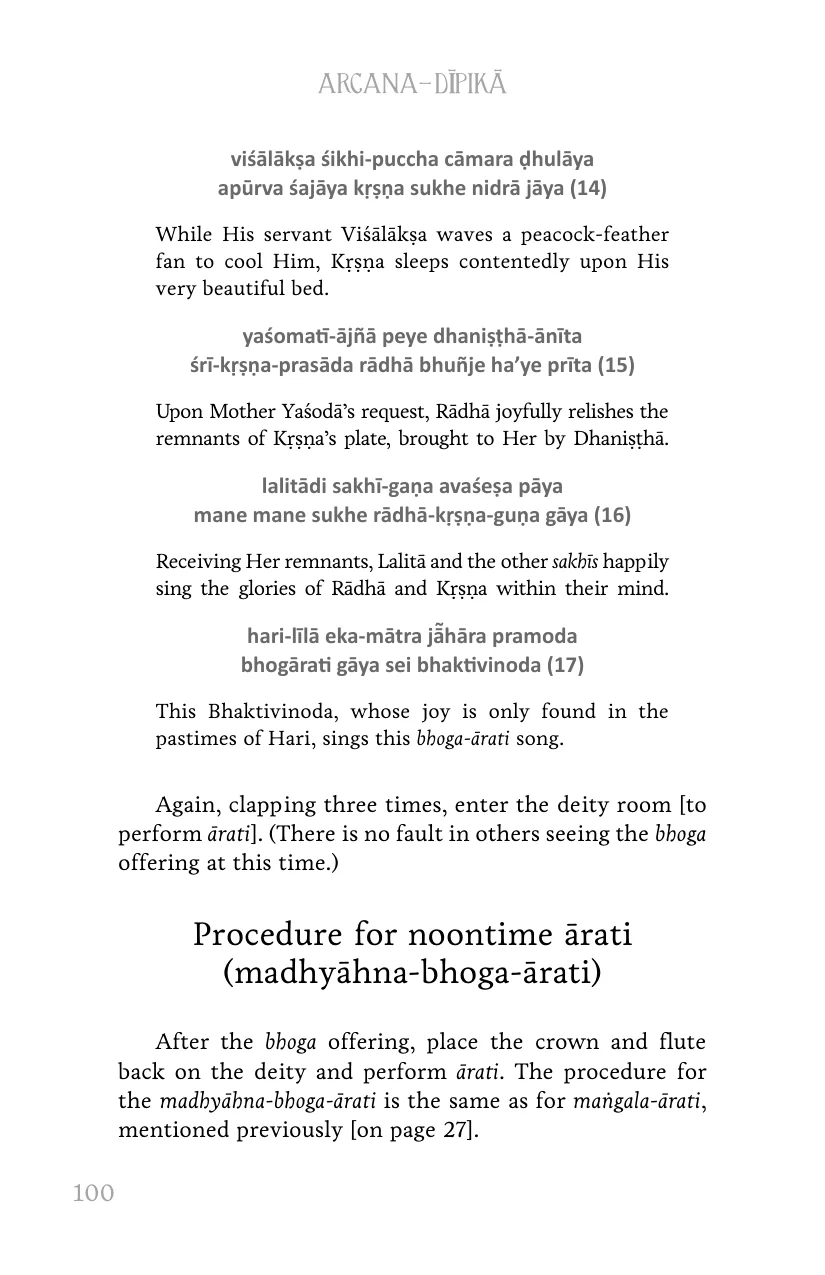 ARCANA–DĪPIKĀ
viśālākṣa śikhi-puccha cāmara ḍhulāya
apūrva śajāya kṛṣṇa sukhe nidrā jāya (14)
While His servant Viśālākṣa waves a peacock-feather
fan to cool Him, Kṛṣṇa sleeps contentedly upon His
very beautiful bed.
yaśomatī-ājñā peye dhaniṣṭhā-ānīta
śrī-kṛṣṇa-prasāda rādhā bhuñje ha’ye prīta (15)
Upon Mother Yaśodā’s request, Rādhā joyfully relishes the
remnants of Kṛṣṇa’s plate, brought to Her by Dhaniṣṭhā.
lalitādi sakhī-gaṇa avaśeṣa pāya
mane mane sukhe rādhā-kṛṣṇa-guṇa gāya (16)
Receiving Her remnants, Lalitā and the other sakhīs happily
sing the glories of Rādhā and Kṛṣṇa within their mind.
hari-līlā eka-mātra jā̃hāra pramoda
bhogārati gāya sei bhaktivinoda (17)
This Bhaktivinoda, whose joy is only found in the
pastimes of Hari, sings this bhoga-ārati song.
Again, clapping three times, enter the deity room [to
perform ārati]. (There is no fault in others seeing the bhoga
offering at this time.)
Procedure for noontime ārati
(madhyāhna-bhoga-ārati)
After the bhoga offering, place the crown and flute
back on the deity and perform ārati. The procedure for
the madhyāhna-bhoga-ārati is the same as for maṅgala-ārati,
mentioned previously [on page 27].
100